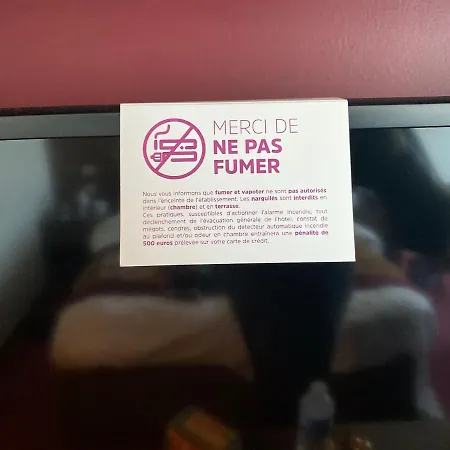 MERCI DE
NE PAS
FUMER
Nous vous informons que fumer et vapoter ne sont pas autorisés
dans l'enceinte de l'établissement. Les narguilés sont interdits en
intérieur (chambre) et en terrasse.
Ces pratiques, susceptibles d'actionner l'alarme incendie, tout
déclenchement de l'évacuation générale de l'hotel, constat de
mégots, cendres, obstruction du detecteur automatique incendie
au plafond et/ou odeur en chambre entraînera une pénalité de
500 euros prélevée sur votre carte de crédit.